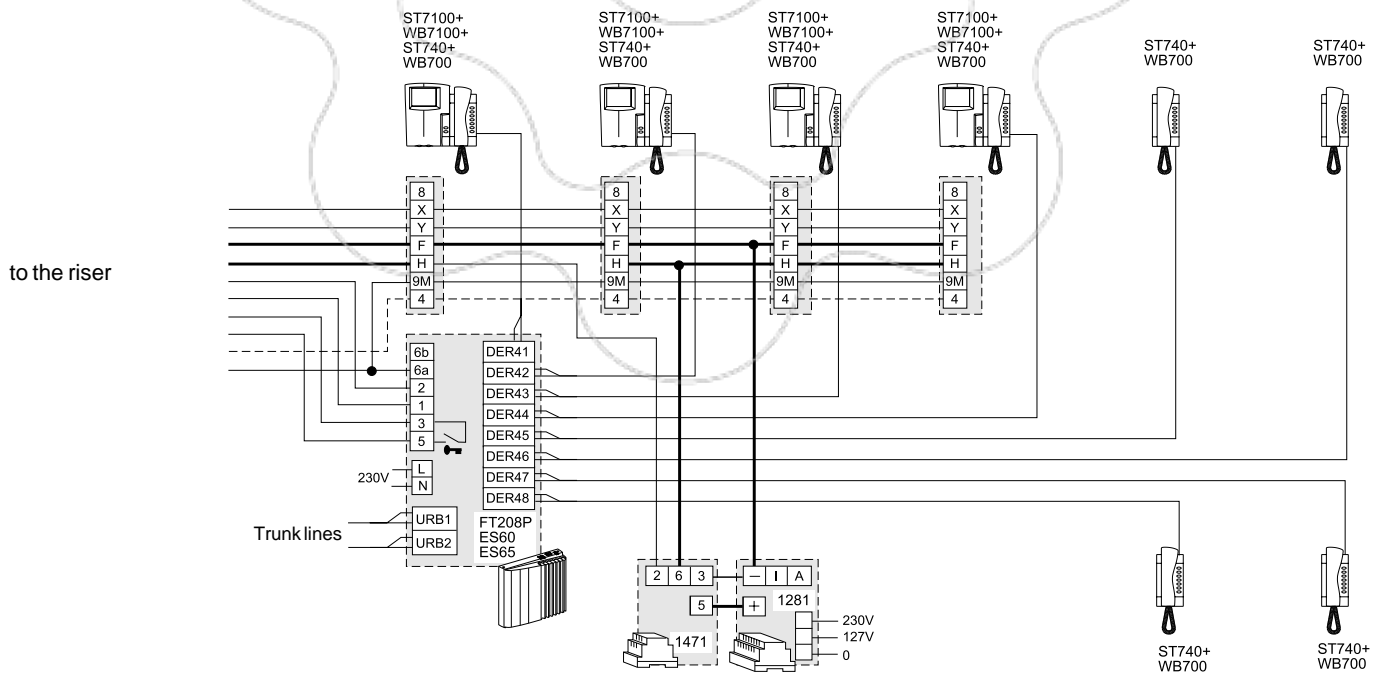 ST7100+
WB7100+
ST740+
WB700
ST7100+
WB7100+
ST740+
WB700
ST7100+
WB7100+
ST740+
WB700
ST7100+
WB7100+
ST740+
WB700
ST740+
WB700
ST740+
WB700
8
X
Y
F
H
9M
4
8
X
Y
F
H
9M
4
8
X
Y
F
H
9M
4
8
X
Y
F
H
9M
4
to the riser
6b
6a
2
1
3
5
L
N
230V
Trunk lines
URB1
URB2
DER41
DER42
DER43
DER44
DER45
DER46
DER47
DER48
FT208P
ES60
ES65
2 6 3
5
1471
– I A
+
1281
230V
127V
0
ST740+
WB700
ST740+
WB700